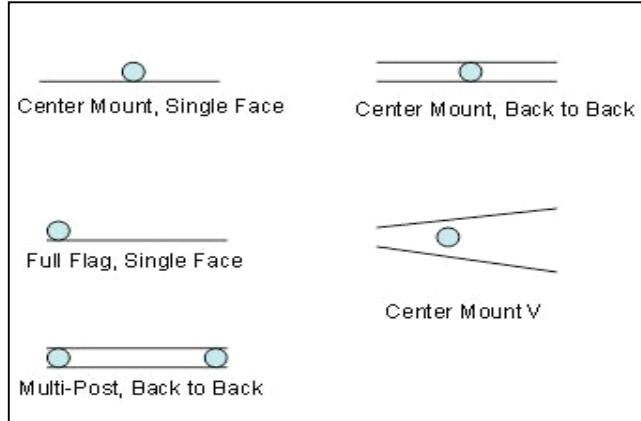 Center Mount, Single Face
Center Mount, Back to Back
Full Flag, Single Face
Center Mount V
Multi-Post, Back to Back